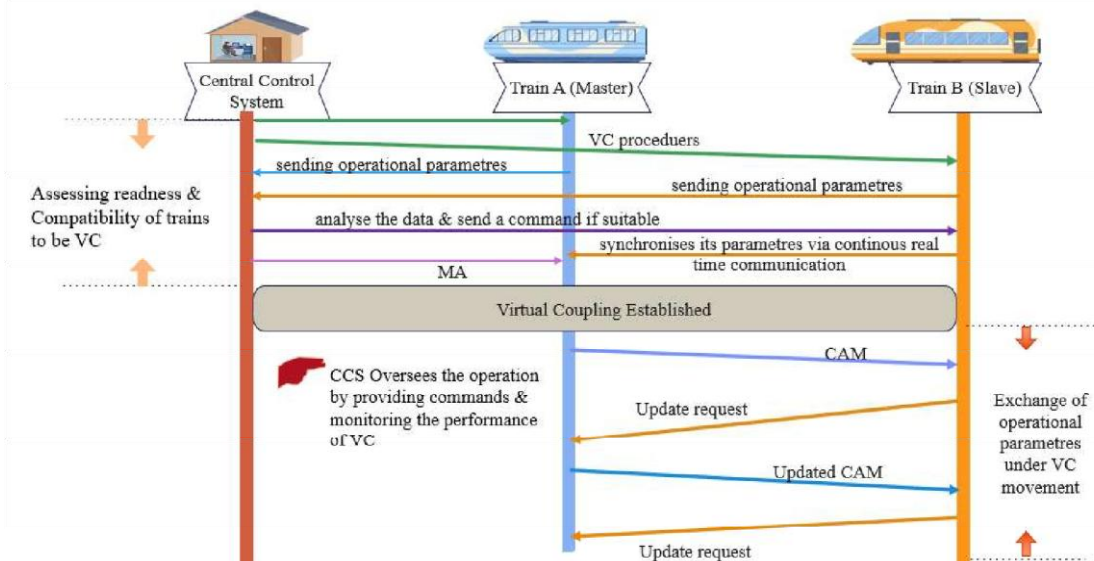 Central Control
System
Train A (Master)
Train B (Slave)
VC proceduers
sending operational parametres
sending operational parametres
Assessing readness &
Compatibility of trains
to be VC
analyse the data & send a command if suitable
synchronises its parametres via continous real
time communication
MA
Virtual Coupling Established
CAM
CCS Oversees the operation
by providing commands &
monitoring the performance
of VC
Update request
Exchange of
operational
parametres
under VC
movement
Updated CAM
Update request